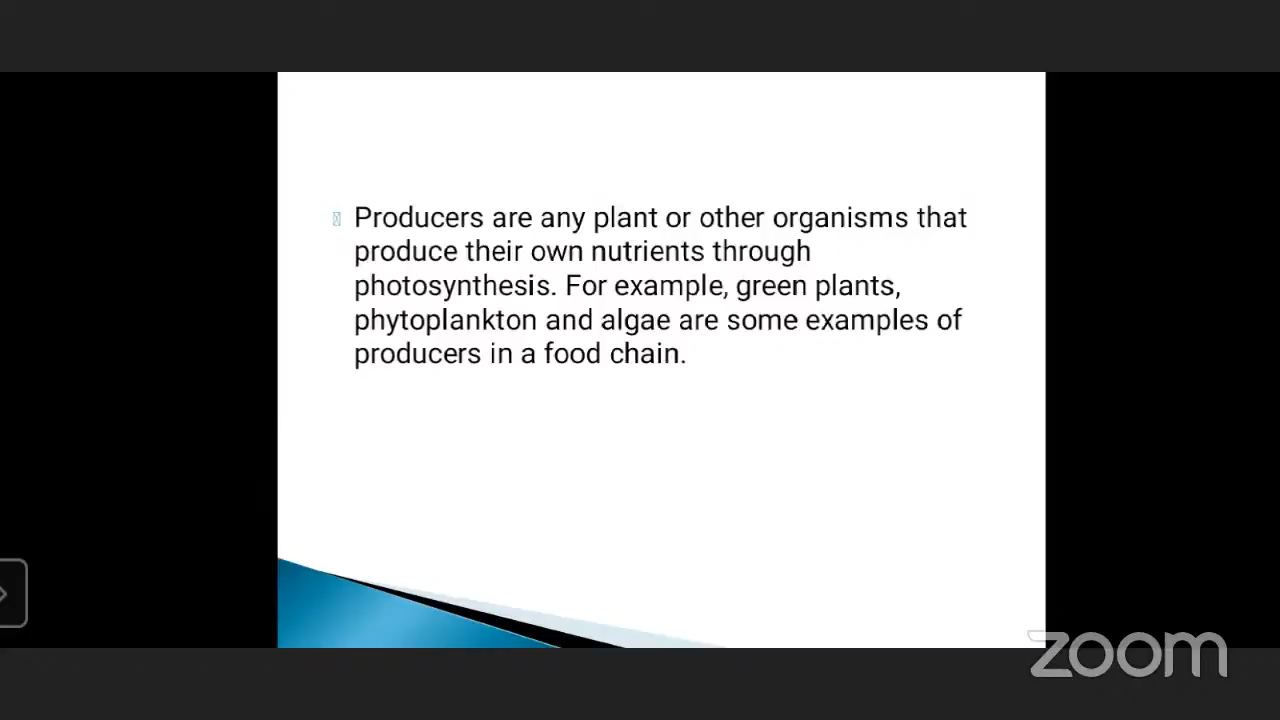 Producers are any plant or other organisms that
produce their own nutrients through
photosynthesis. For example, green plants,
phytoplankton and algae are some examples of
producers in a food chain.
zoom